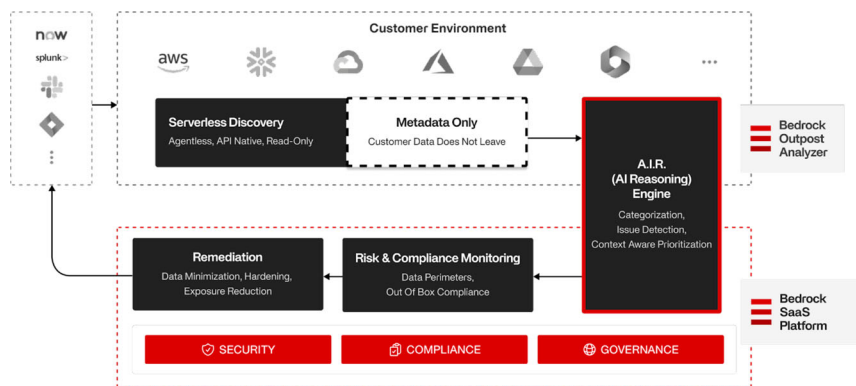 now
splunk>
Customer Environment
aws
Serverless Discovery
Agentless, API Native, Read-Only
Metadata Only
Customer Data Does Not Leave
A.I.R.
(AI Reasoning)
Engine
Categorization,
Issue Detection,
Context Aware Prioritization
Bedrock
Outpost
Analyzer
Remediation
Data Minimization, Hardening,
Exposure Reduction
Risk & Compliance Monitoring
Data Perimeters,
Out Of Box Compliance
Bedrock
SaaS
Platform
SECURITY
COMPLIANCE
GOVERNANCE